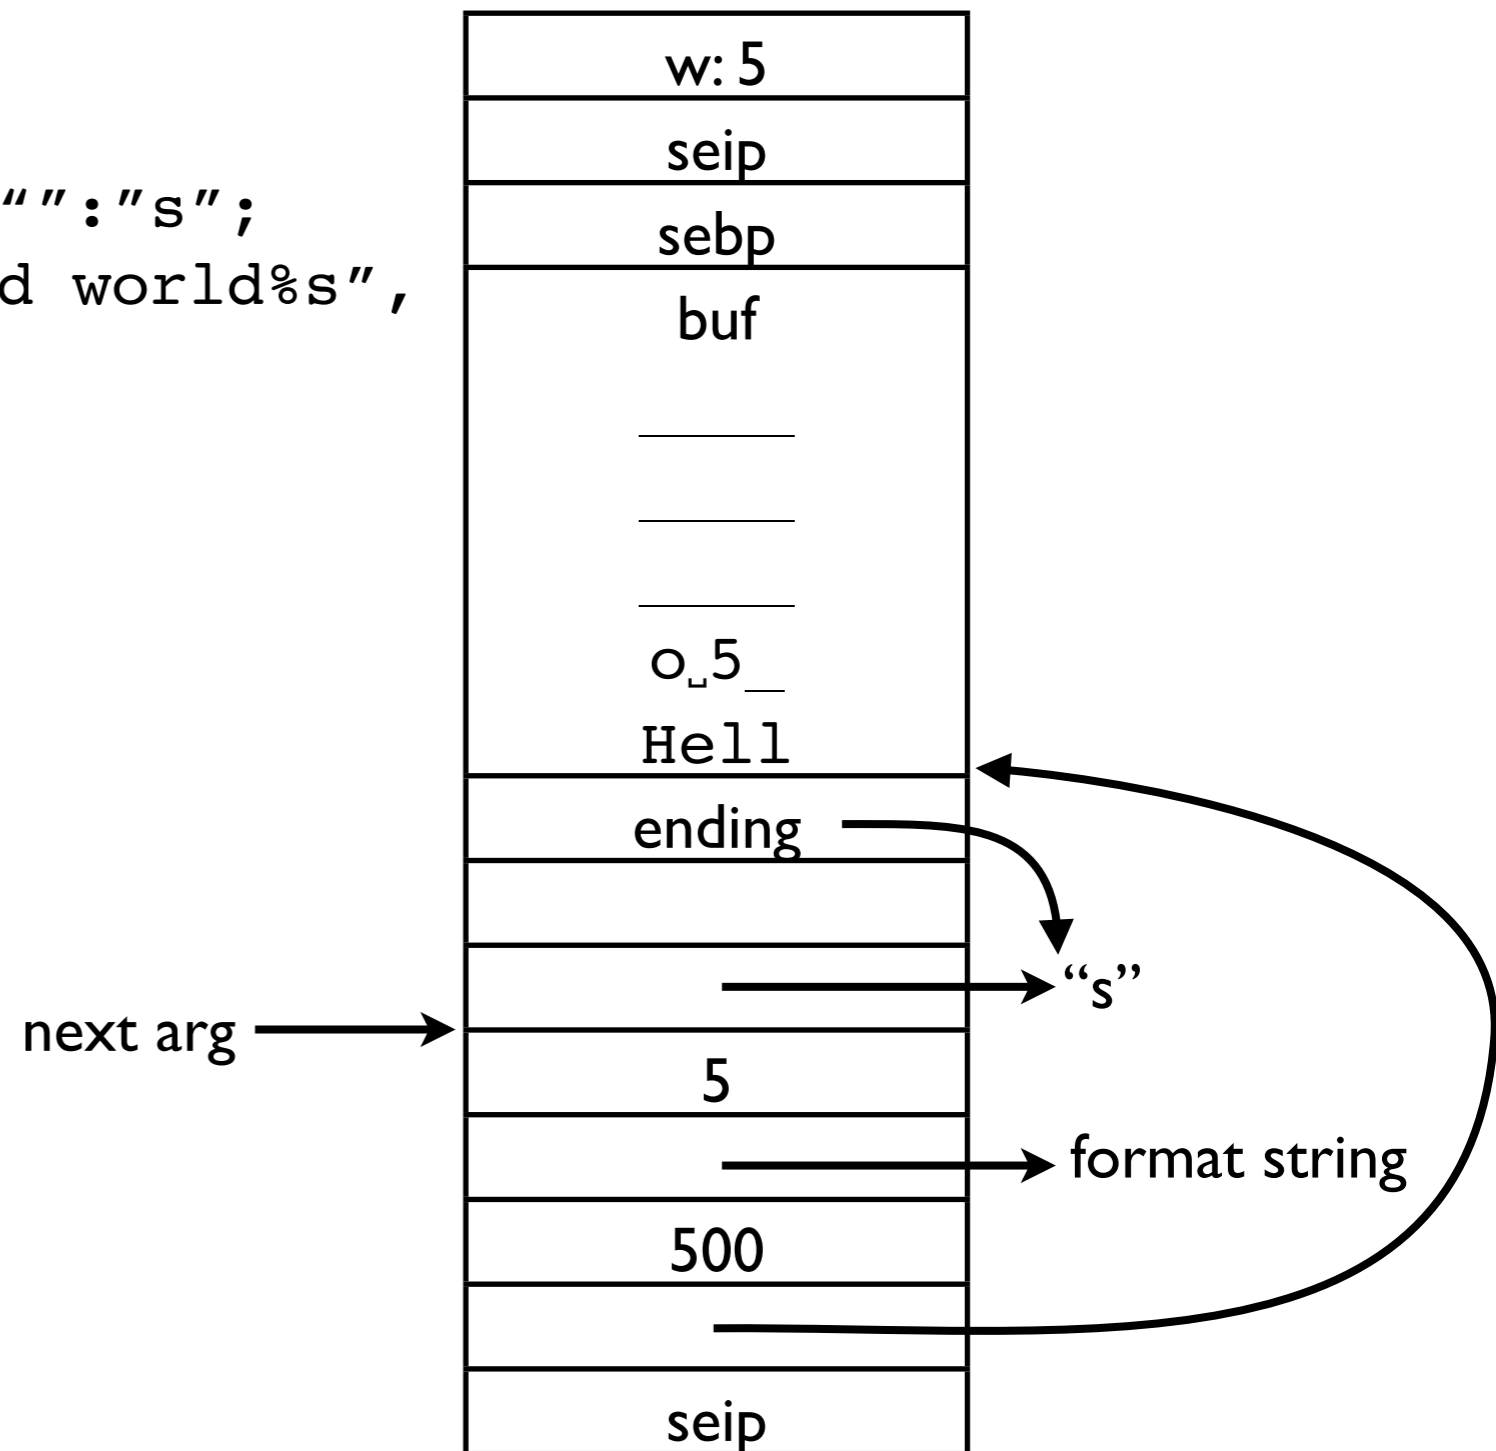 “”:”s”;
d world%s”,
w: 5
seip
sebp
buf
o␣5_
Hell
ending
“s”
next arg
5
format string
500
seip